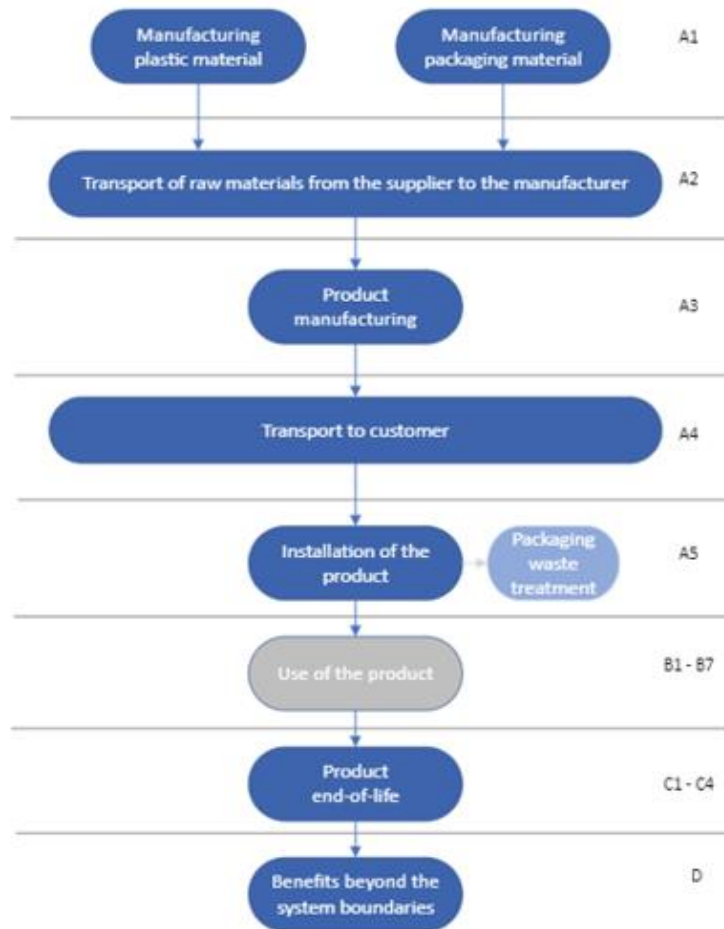 Manufacturing
plastic material
Manufacturing
packaging material
A1
Transport of raw materials from the supplier to the manufacturer
A2
Product
manufacturing
A3
Transport to customer
A4
Installation of the
product
Packaging
waste
treatment
A5
Use of the product
B1 - B7
Product
end-of-life
C1 - C4
Benefits beyond the
system boundaries
D